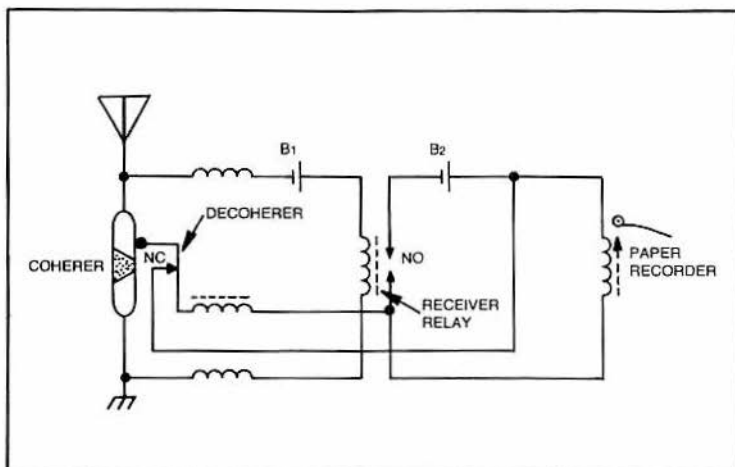 B1
B2
DECOHERER
COHERER
NC
NO
PAPER
RECORDER
RECEIVER
RELAY